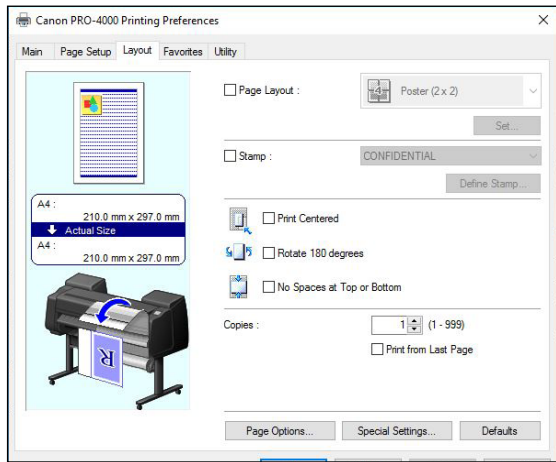 Canon PRO-4000 Printing Preferences
Main Page Setup Layout Favorites Utility
Page Layout : Poster (2 x 2)
Set...
Stamp : CONFIDENTIAL
Define Stamp...
A4 :
210.0 mm x 297.0 mm
Actual Size
A4 :
210.0 mm x 297.0 mm
Print Centered
Rotate 180 degrees
No Spaces at Top or Bottom
Copies : 1 (1 - 999)
Print from Last Page
R
Page Options... Special Settings... Defaults